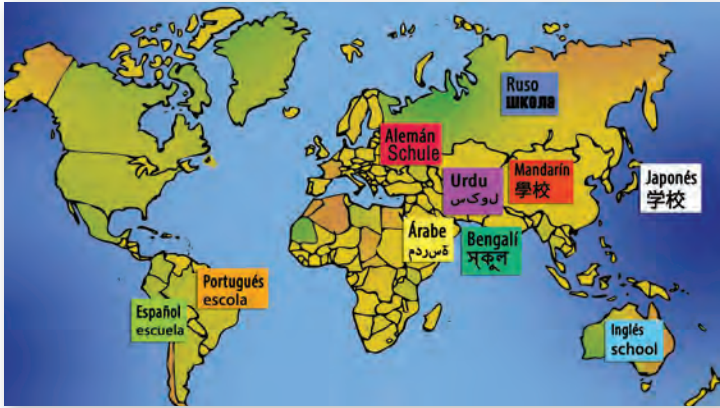 Ruso
школа
Alemán
Schule
Urdu
لوکس
Mandarín
學校
Japonés
学校
Árabe
ةسردم
Bengalí
স্কুল
Portugués
escola
Español
escuela
Inglés
school